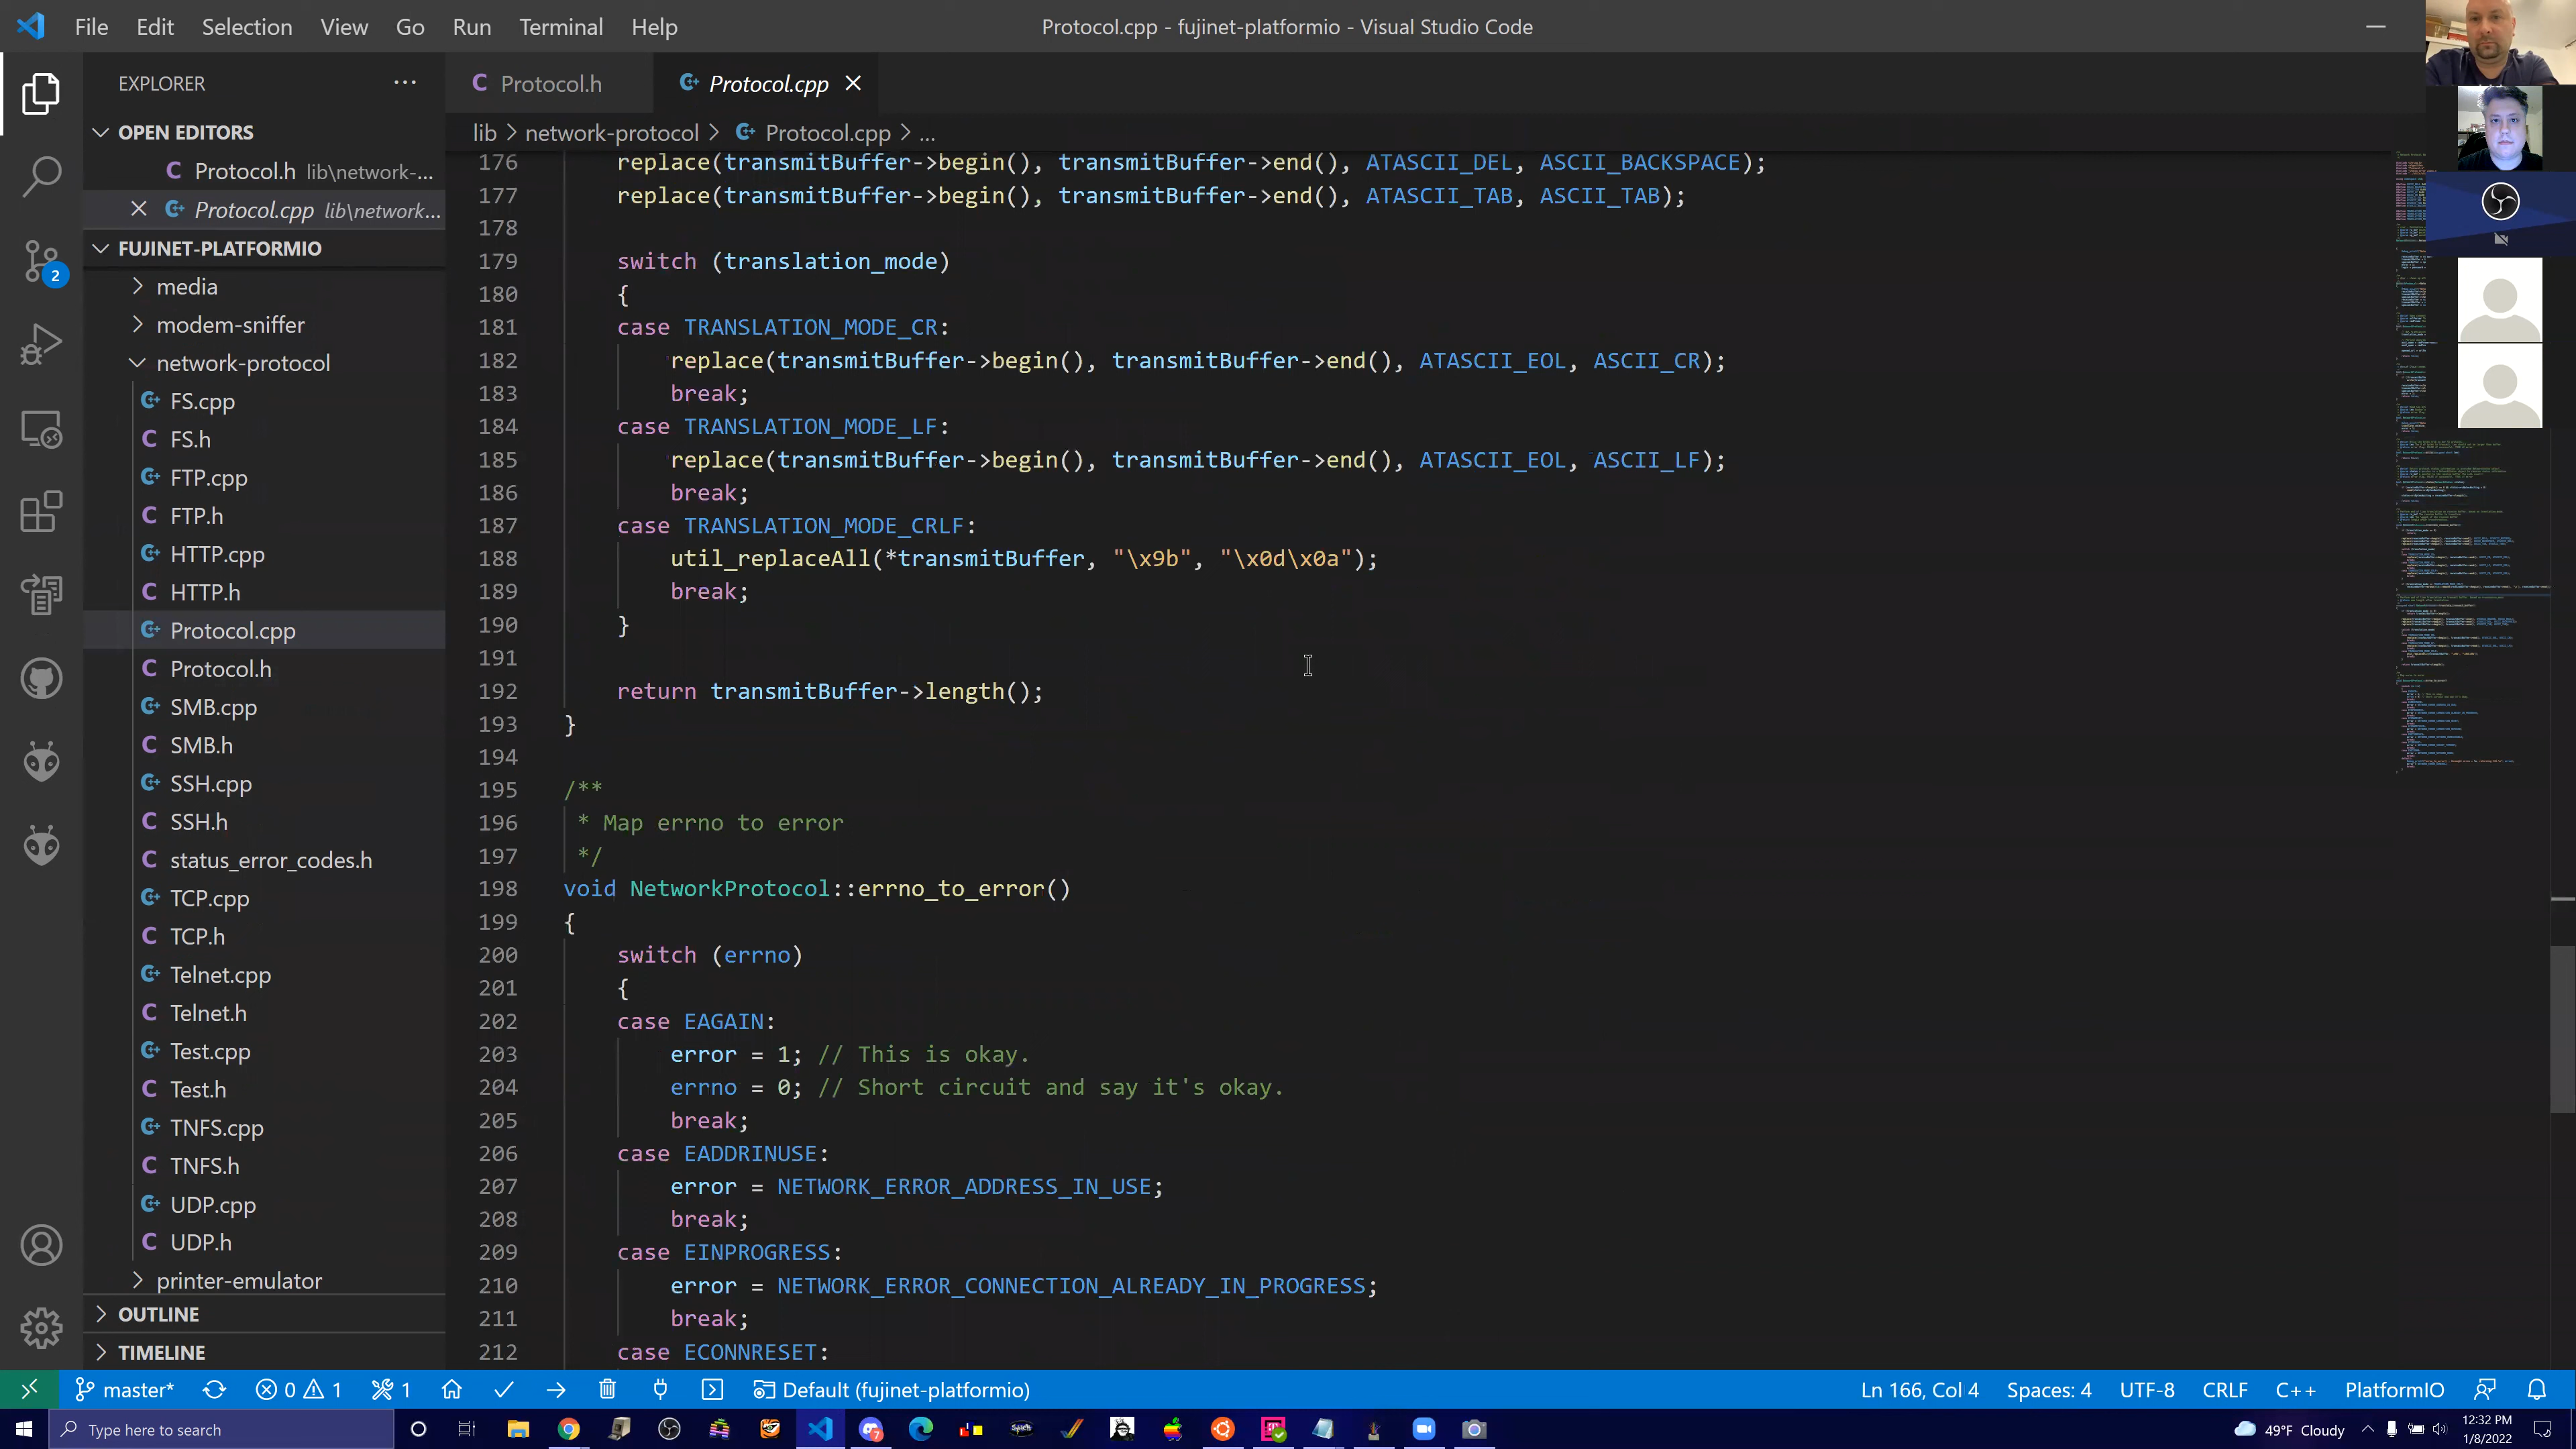 File Edit Selection View Go Run Terminal Help
Protocol.cpp - fujinet-platformio - Visual Studio Code
EXPLORER ...
OPEN EDITORS
Protocol.h lib\network-...
Protocol.cpp lib\network...
FUJINET-PLATFORMIO
media
modem-sniffer
network-protocol
FS.cpp
FS.h
FTP.cpp
FTP.h
HTTP.cpp
HTTP.h
Protocol.cpp
Protocol.h
SMB.cpp
SMB.h
SSH.cpp
SSH.h
status_error_codes.h
TCP.cpp
TCP.h
Telnet.cpp
Telnet.h
Test.cpp
Test.h
TNFS.cpp
TNFS.h
UDP.cpp
UDP.h
printer-emulator
OUTLINE
TIMELINE
2
Protocol.h Protocol.cpp
lib > network-protocol > Protocol.cpp > ...
176 replace(transmitBuffer->begin(), transmitBuffer->end(), ATASCII_DEL, ASCII_BACKSPACE);
177 replace(transmitBuffer->begin(), transmitBuffer->end(), ATASCII_TAB, ASCII_TAB);
178
179 switch (translation_mode)
180 {
181 case TRANSLATION_MODE_CR:
182 replace(transmitBuffer->begin(), transmitBuffer->end(), ATASCII_EOL, ASCII_CR);
183 break;
184 case TRANSLATION_MODE_LF:
185 replace(transmitBuffer->begin(), transmitBuffer->end(), ATASCII_EOL, ASCII_LF);
186 break;
187 case TRANSLATION_MODE_CRLF:
188 util_replaceAll(*transmitBuffer, "\x9b", "\x0d\x0a");
189 break;
190 }
191
192 return transmitBuffer->length();
193 }
194
195 /**
196 * Map errno to error
197 */
198 void NetworkProtocol::errno_to_error()
199 {
200 switch (errno)
201 {
202 case EAGAIN:
203 error = 1; // This is okay.
204 errno = 0; // Short circuit and say it's okay.
205 break;
206 case EADDRINUSE:
207 error = NETWORK_ERROR_ADDRESS_IN_USE;
208 break;
209 case EINPROGRESS:
210 error = NETWORK_ERROR_CONNECTION_ALREADY_IN_PROGRESS;
211 break;
212 case ECONNRESET:
master* 0 1 1 Default (fujinet-platformio) Ln 166, Col 4 Spaces: 4 UTF-8 CRLF C++ PlatformIO
Type here to search 49°F Cloudy 12:32 PM
1/8/2022